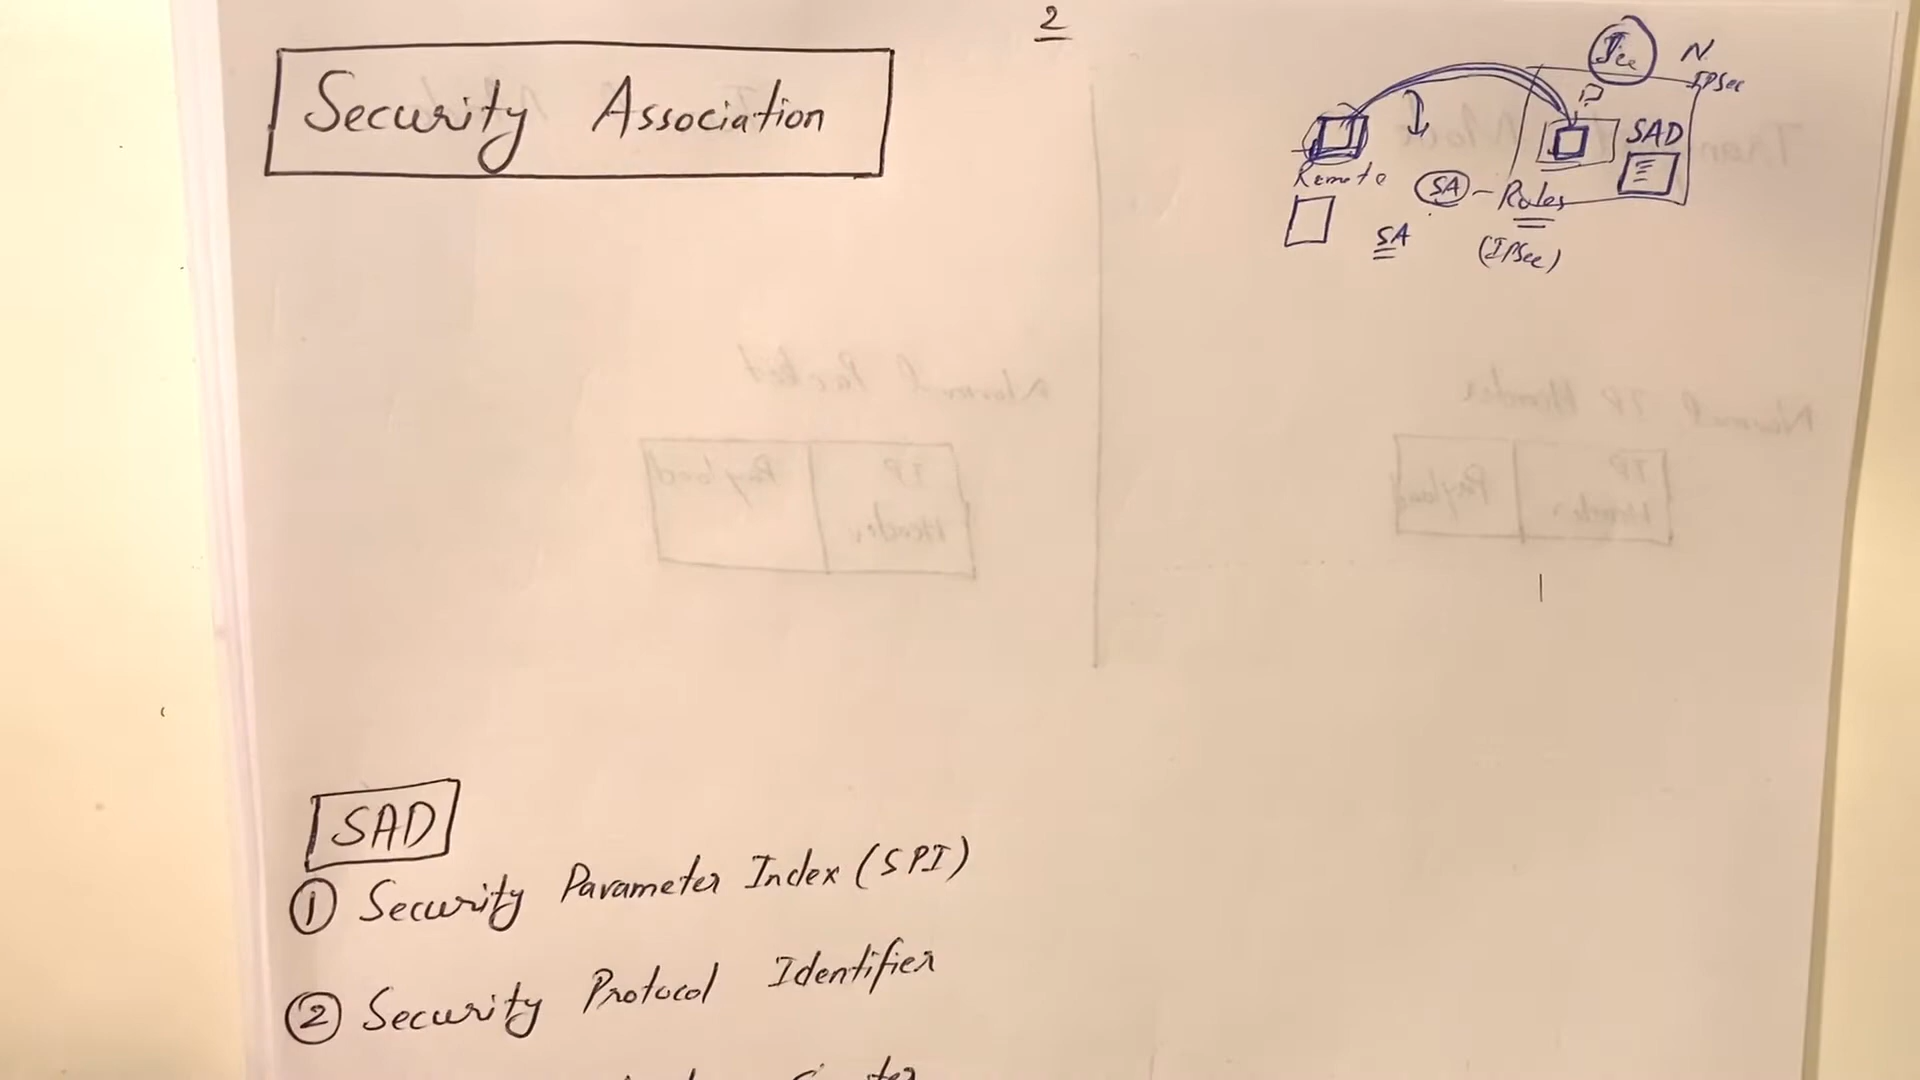 2
Security Association
IPSec
N
IPSec
SAD
Remote
SA - Rules
SA
(IPSec)
SAD
① Security Parameter Index (SPI)
② Security Protocol Identifier